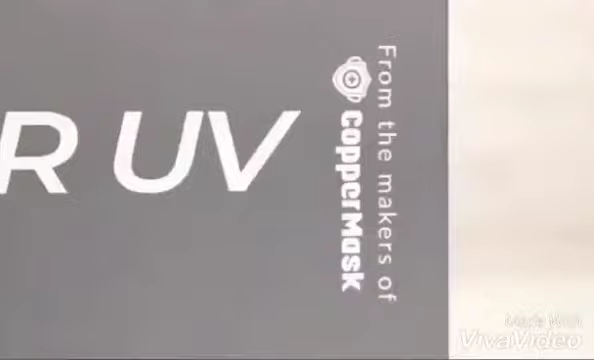 R UV
From the makers of
copperMask
Made With
VivaVideo